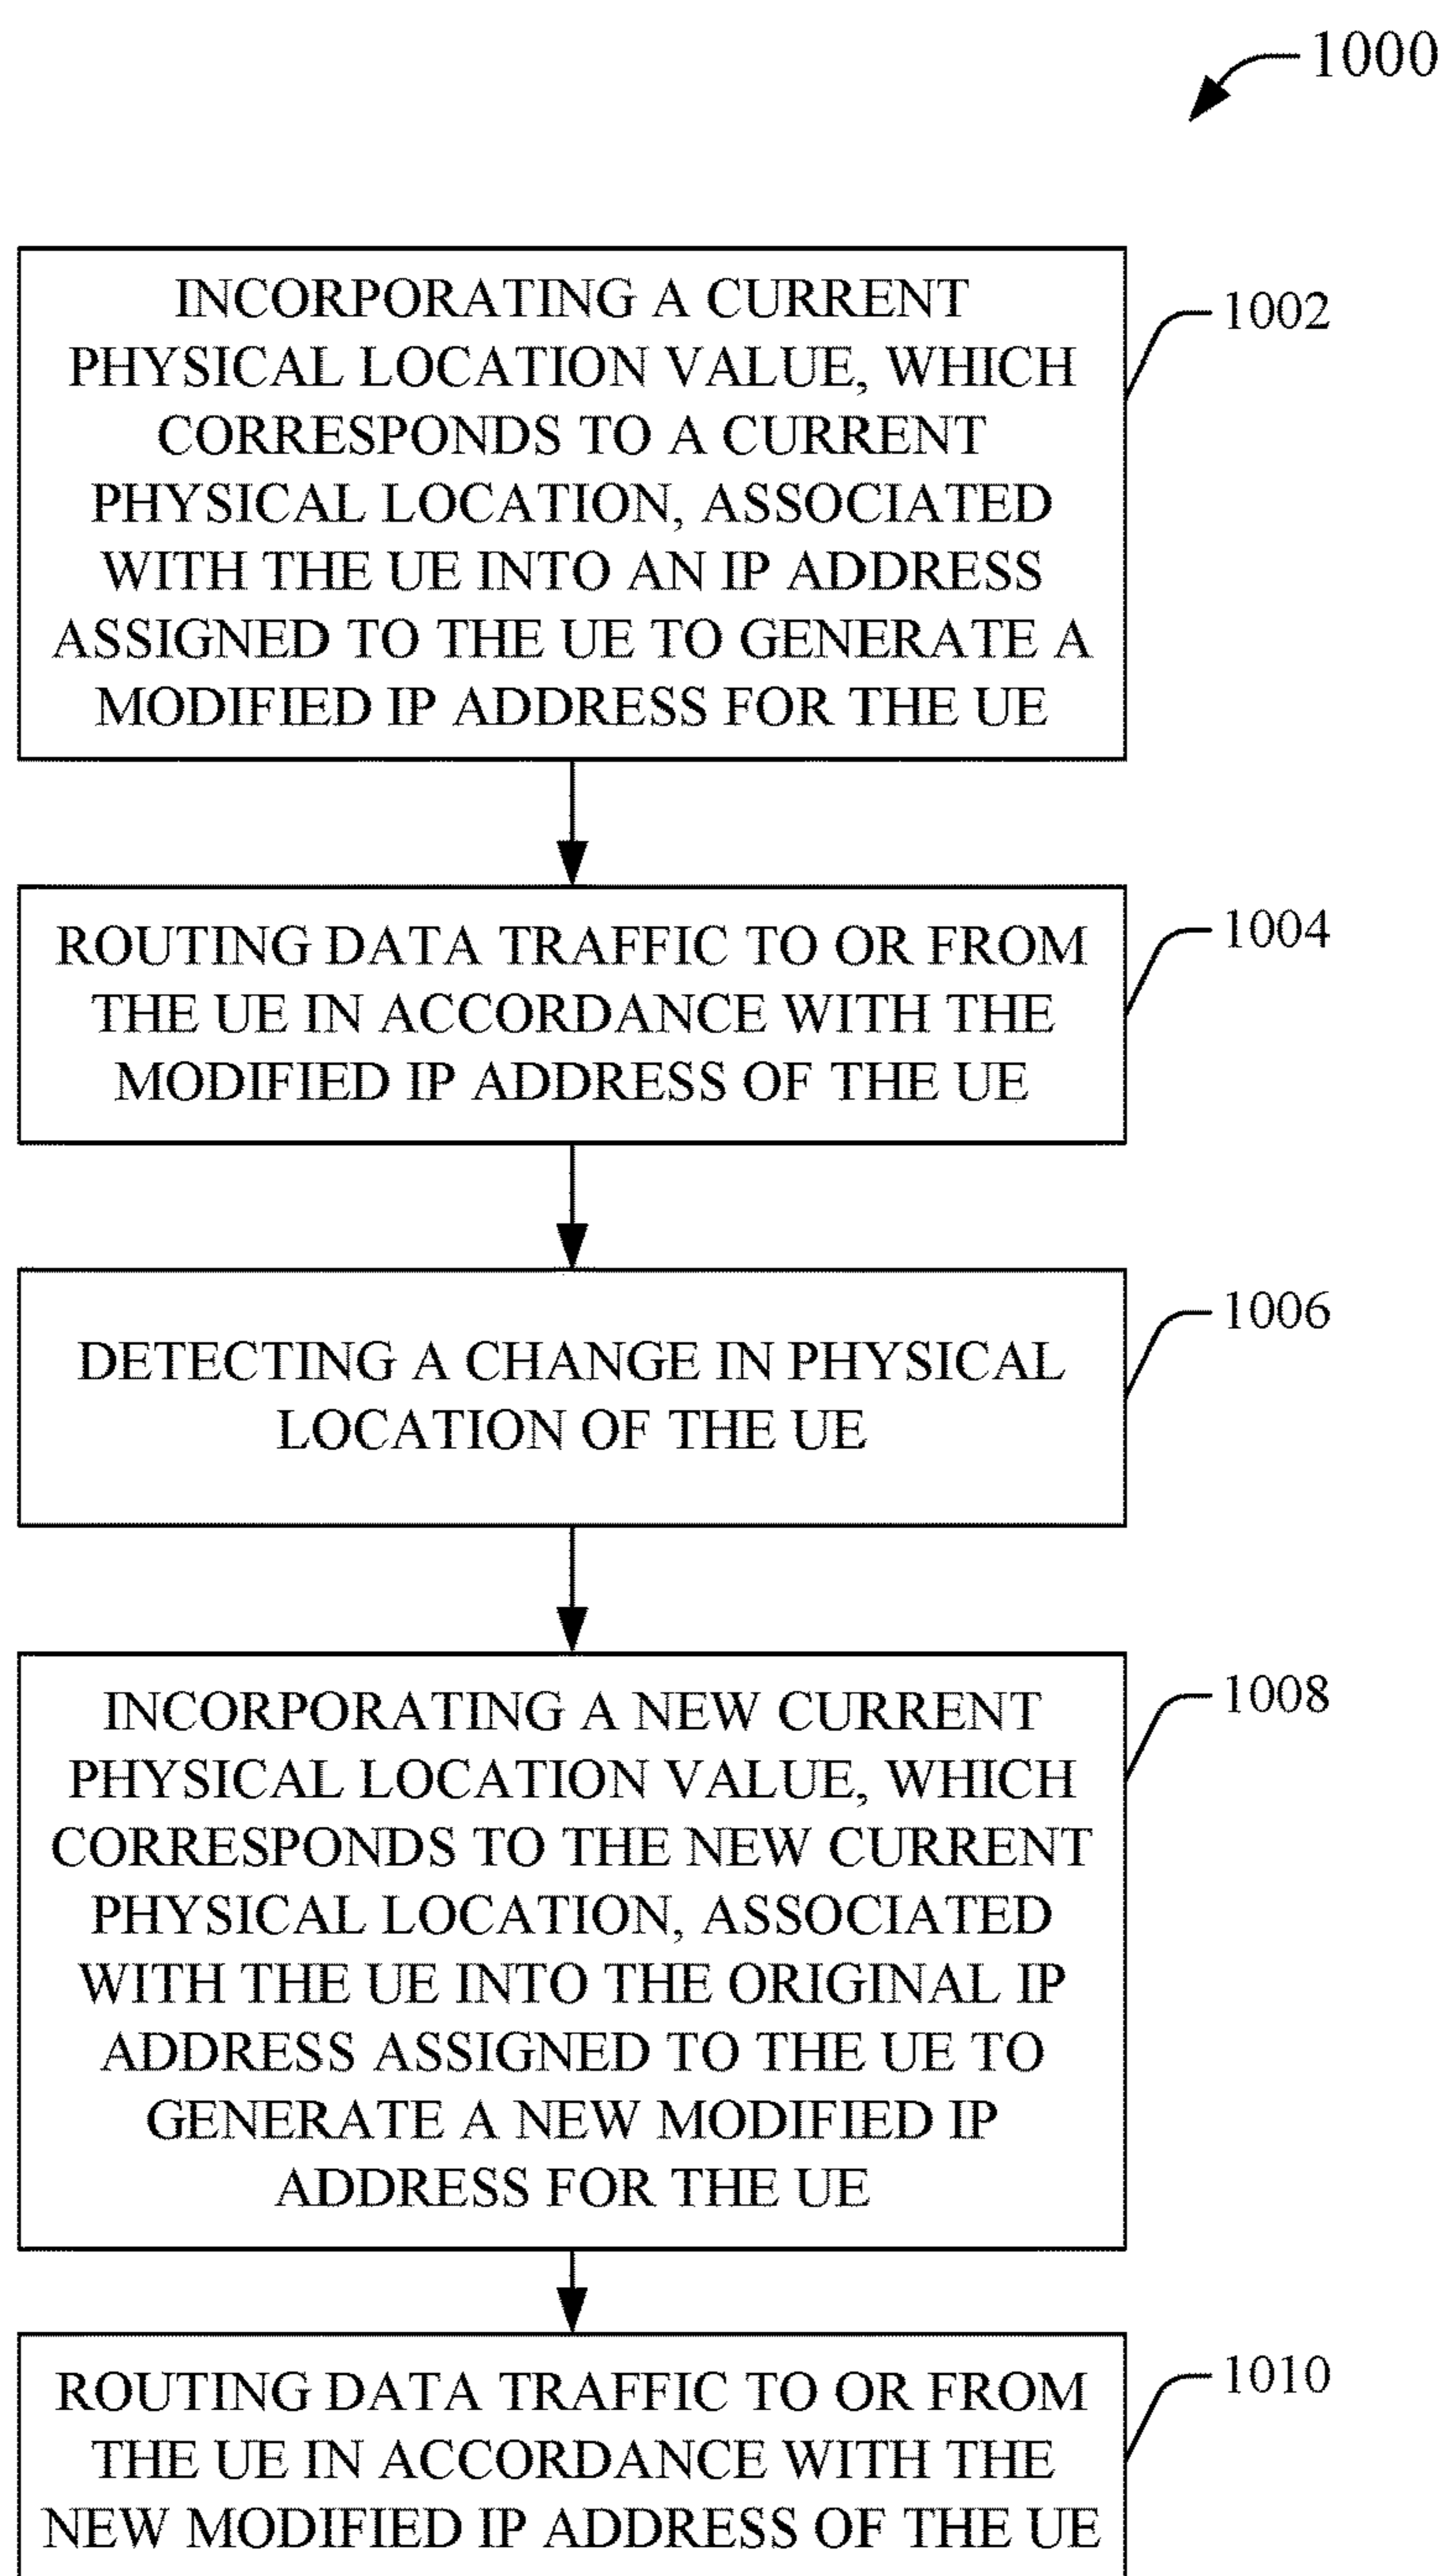 1000
INCORPORATING A CURRENT
PHYSICAL LOCATION VALUE, WHICH
CORRESPONDS TO A CURRENT
PHYSICAL LOCATION, ASSOCIATED
WITH THE UE INTO AN IP ADDRESS
ASSIGNED TO THE UE TO GENERATE A
MODIFIED IP ADDRESS FOR THE UE
1002
ROUTING DATA TRAFFIC TO OR FROM
THE UE IN ACCORDANCE WITH THE
MODIFIED IP ADDRESS OF THE UE
1004
DETECTING A CHANGE IN PHYSICAL
LOCATION OF THE UE
1006
INCORPORATING A NEW CURRENT
PHYSICAL LOCATION VALUE, WHICH
CORRESPONDS TO THE NEW CURRENT
PHYSICAL LOCATION, ASSOCIATED
WITH THE UE INTO THE ORIGINAL IP
ADDRESS ASSIGNED TO THE UE TO
GENERATE A NEW MODIFIED IP
ADDRESS FOR THE UE
1008
ROUTING DATA TRAFFIC TO OR FROM
THE UE IN ACCORDANCE WITH THE
NEW MODIFIED IP ADDRESS OF THE UE
1010